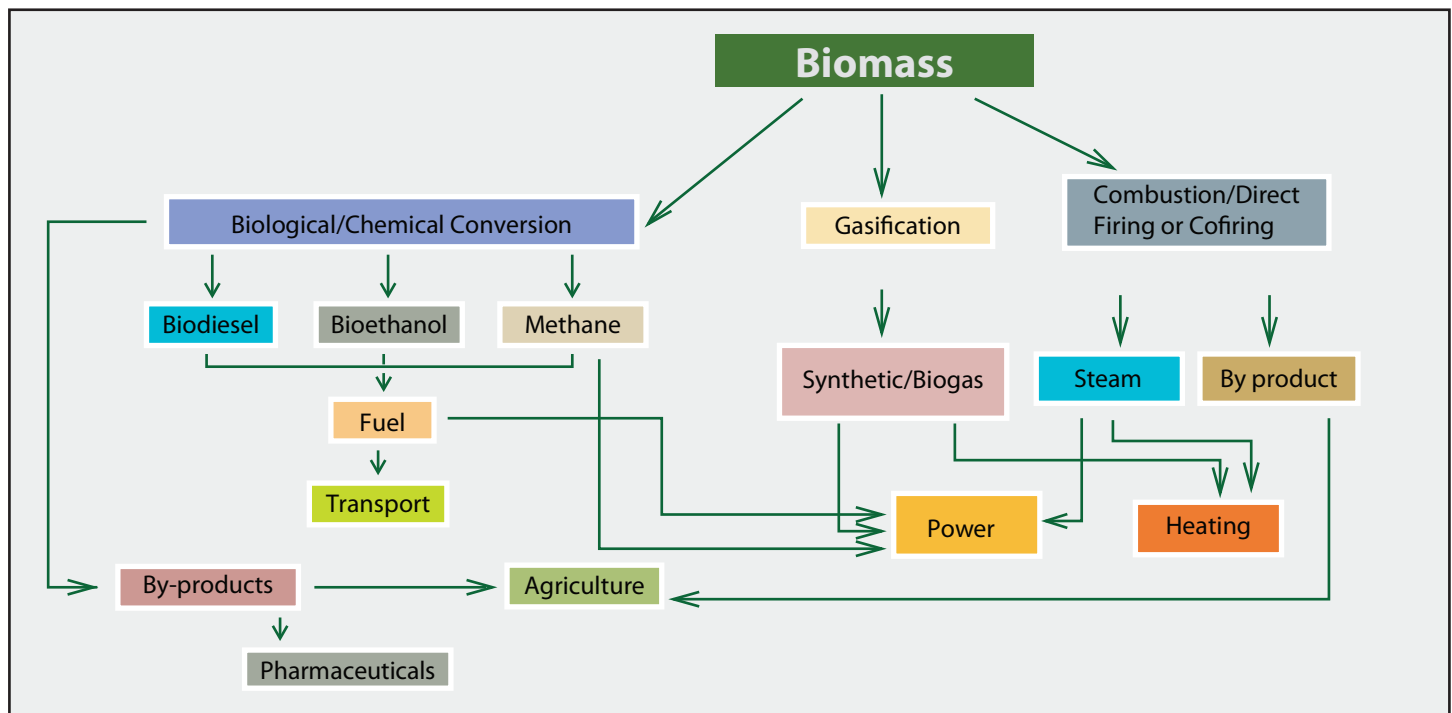 Biomass
Biological/Chemical Conversion
Gasification
Combustion/Direct
Firing or Cofiring
Biodiesel
Bioethanol
Methane
Synthetic/Biogas
Steam
By product
Fuel
Transport
Power
Heating
By-products
Agriculture
Pharmaceuticals